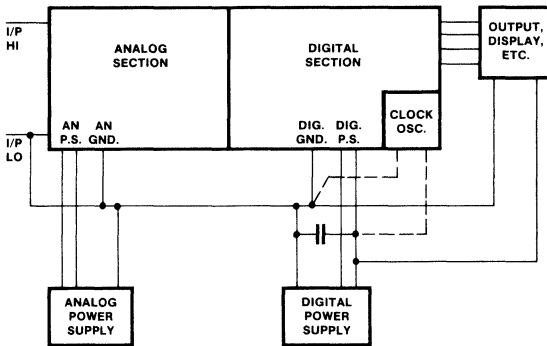 I/P
HI
ANALOG
SECTION
DIGITAL
SECTION
OUTPUT,
DISPLAY,
ETC.
I/P
LO
AN
P.S.
AN
GND.
DIG.
GND.
DIG.
P.S.
CLOCK
OSC.
ANALOG
POWER
SUPPLY
DIGITAL
POWER
SUPPLY